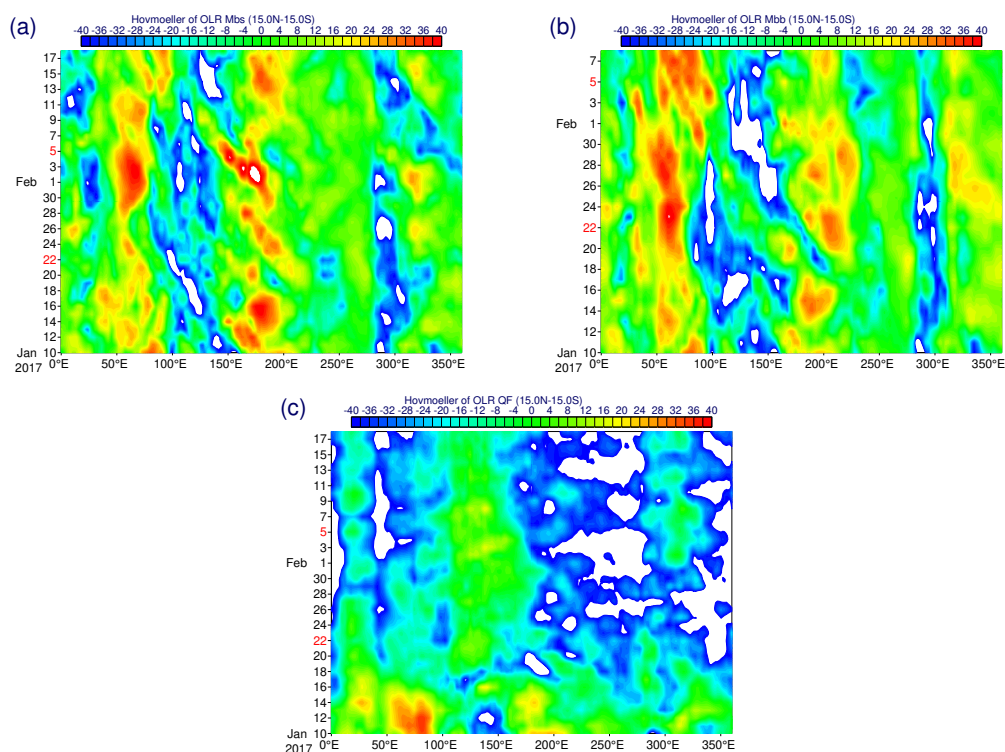 (a)
Hovmoeller of OLR Mbs (15.0N-15.0S)
-40 -36 -32 -28 -24 -20 -16 -12 -8 -4 0 4 8 12 16 20 24 28 32 36 40
17
15
13
11
9
7
5
3
Feb 1
30
28
26
24
22
20
18
16
14
12
Jan 10
2017
0°E 50°E 100°E 150°E 200°E 250°E 300°E 350°E
(b)
Hovmoeller of OLR Mbb (15.0N-15.0S)
-40 -36 -32 -28 -24 -20 -16 -12 -8 -4 0 4 8 12 16 20 24 28 32 36 40
7
5
3
Feb 1
30
28
26
24
22
20
18
16
14
12
Jan 10
2017
0°E 50°E 100°E 150°E 200°E 250°E 300°E 350°E
(c)
Hovmoeller of OLR QF (15.0N-15.0S)
-40 -36 -32 -28 -24 -20 -16 -12 -8 -4 0 4 8 12 16 20 24 28 32 36 40
17
15
13
11
9
7
5
3
Feb 1
30
28
26
24
22
20
18
16
14
12
Jan 10
2017
0°E 50°E 100°E 150°E 200°E 250°E 300°E 350°E